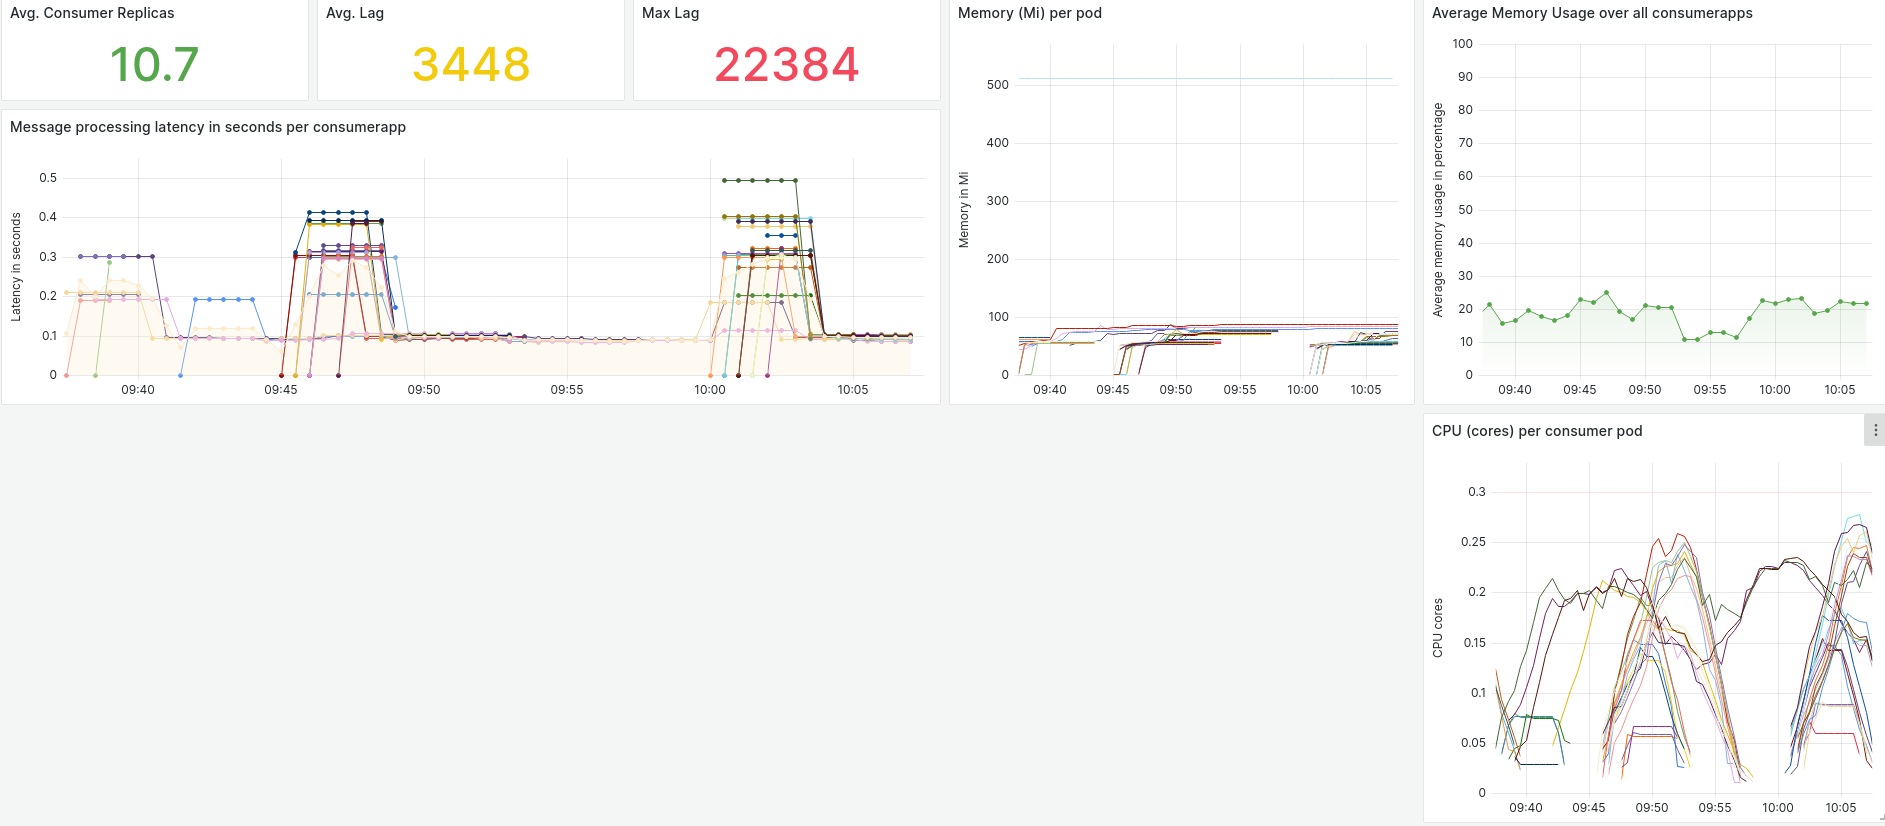 Avg. Consumer Replicas
10.7
Avg. Lag
3448
Max Lag
22384
Message processing latency in seconds per consumerapp
Latency in seconds
0.5
0.4
0.3
0.2
0.1
0
09:40 09:45 09:50 09:55 10:00 10:05
Memory (Mi) per pod
Memory in Mi
500
400
300
200
100
0
09:40 09:45 09:50 09:55 10:00 10:05
Average Memory Usage over all consumerapps
Average memory usage in percentage
100
90
80
70
60
50
40
30
20
10
0
09:40 09:45 09:50 09:55 10:00 10:05
CPU (cores) per consumer pod
CPU cores
0.3
0.25
0.2
0.15
0.1
0.05
0
09:40 09:45 09:50 09:55 10:00 10:05